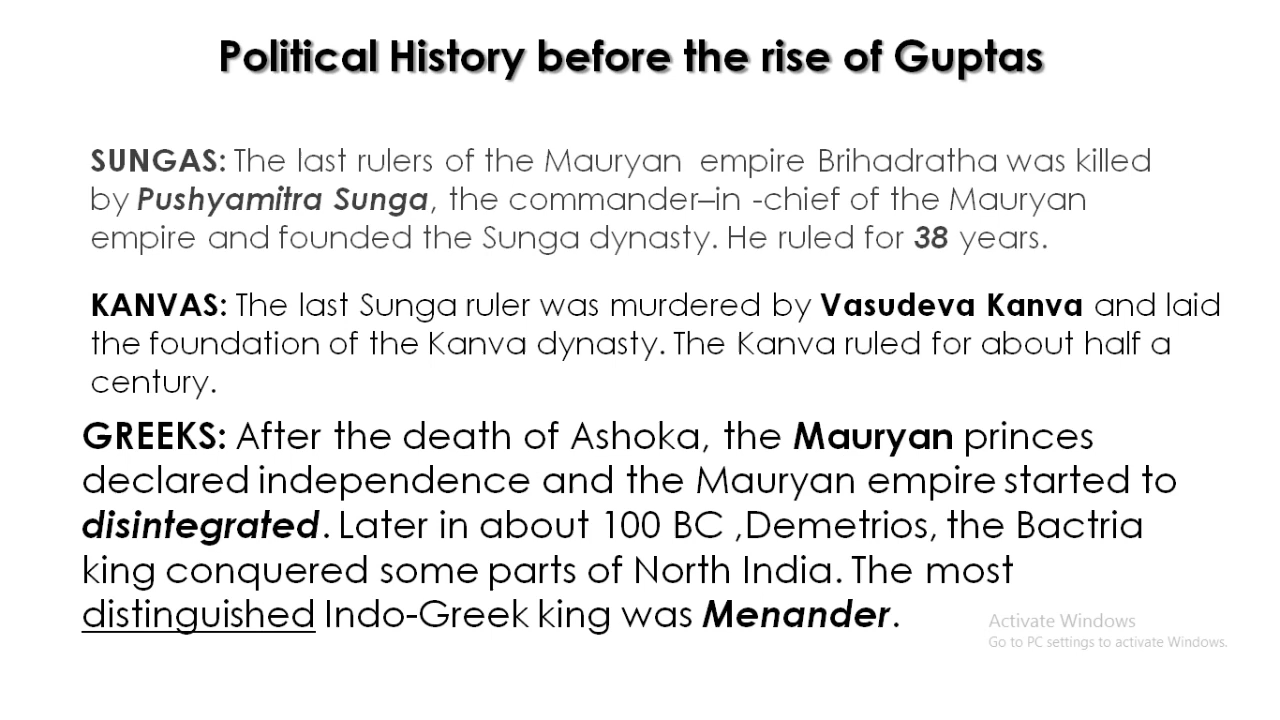 Political History before the rise of Guptas
SUNGAS: The last rulers of the Mauryan empire Brihadratha was killed
by Pushyamitra Sunga, the commander–in -chief of the Mauryan
empire and founded the Sunga dynasty. He ruled for 38 years.
KANVAS: The last Sunga ruler was murdered by Vasudeva Kanva and laid
the foundation of the Kanva dynasty. The Kanva ruled for about half a
century.
GREEKS: After the death of Ashoka, the Mauryan princes
declared independence and the Mauryan empire started to
disintegrated. Later in about 100 BC ,Demetrios, the Bactria
king conquered some parts of North India. The most
distinguished Indo-Greek king was Menander.
Activate Windows
Go to PC settings to activate Windows.